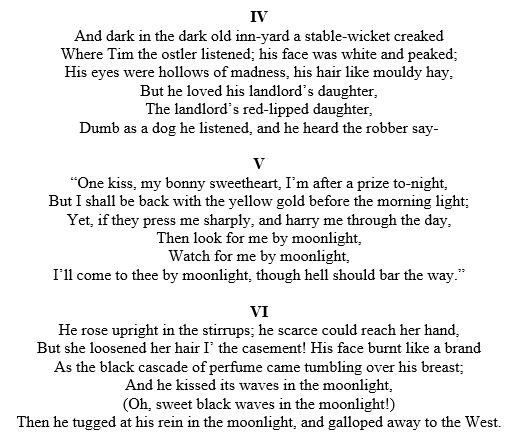 IV
And dark in the dark old inn-yard a stable-wicket creaked
Where Tim the ostler listened; his face was white and peaked;
His eyes were hollows of madness, his hair like mouldy hay,
But he loved his landlord’s daughter,
The landlord’s red-lipped daughter,
Dumb as a dog he listened, and he heard the robber say-
V
“One kiss, my bonny sweetheart, I’m after a prize to-night,
But I shall be back with the yellow gold before the morning light;
Yet, if they press me sharply, and harry me through the day,
Then look for me by moonlight,
Watch for me by moonlight,
I’ll come to thee by moonlight, though hell should bar the way.”
VI
He rose upright in the stirrups; he scarce could reach her hand,
But she loosened her hair I’ the casement! His face burnt like a brand
As the black cascade of perfume came tumbling over his breast;
And he kissed its waves in the moonlight,
(Oh, sweet black waves in the moonlight!)
Then he tugged at his rein in the moonlight, and galloped away to the West.